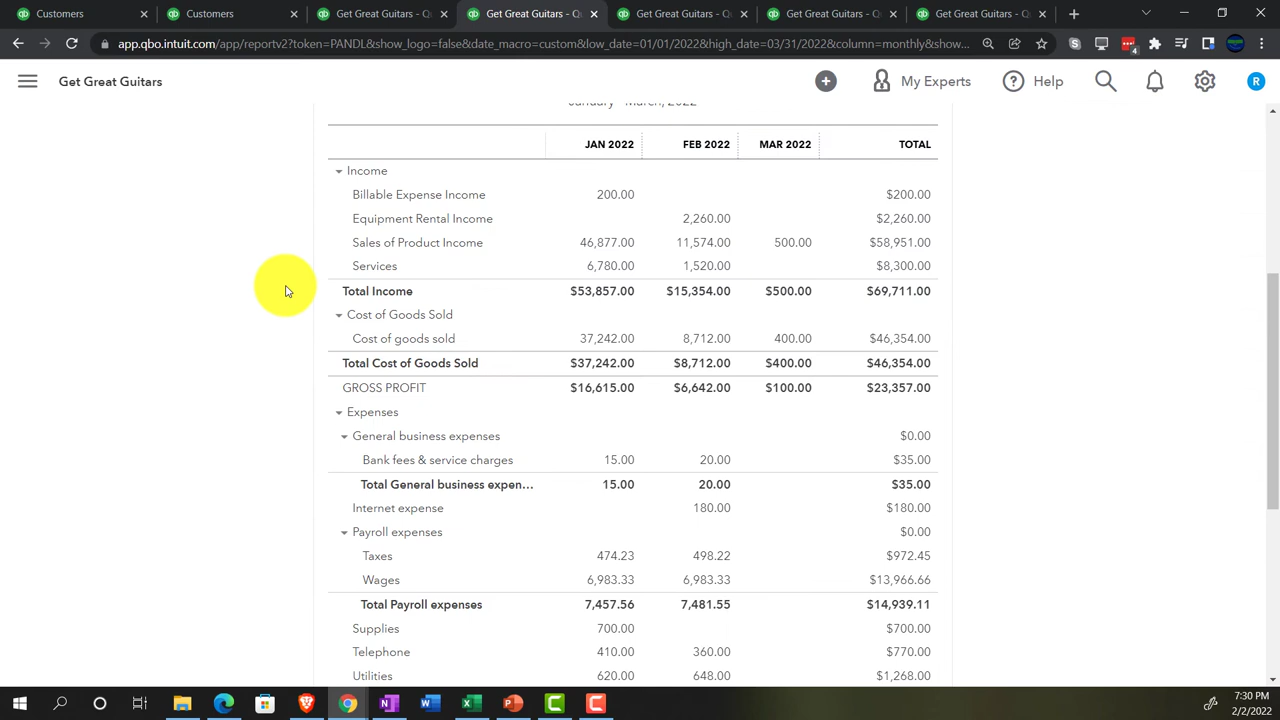 Customers
Customers
Get Great Guitars - Q
Get Great Guitars - Q
Get Great Guitars - Q
Get Great Guitars - Q
Get Great Guitars - Q
app.qbo.intuit.com/app/reportv2?token=PANDL&show_logo=false&date_macro=custom&low_date=01/01/2022&high_date=03/31/2022&column=monthly&show...
4
R
Get Great Guitars
My Experts
Help
January - March, 2022
JAN 2022 FEB 2022 MAR 2022 TOTAL
Income
Billable Expense Income 200.00 $200.00
Equipment Rental Income 2,260.00 $2,260.00
Sales of Product Income 46,877.00 11,574.00 500.00 $58,951.00
Services 6,780.00 1,520.00 $8,300.00
Total Income $53,857.00 $15,354.00 $500.00 $69,711.00
Cost of Goods Sold
Cost of goods sold 37,242.00 8,712.00 400.00 $46,354.00
Total Cost of Goods Sold $37,242.00 $8,712.00 $400.00 $46,354.00
GROSS PROFIT $16,615.00 $6,642.00 $100.00 $23,357.00
Expenses
General business expenses $0.00
Bank fees & service charges 15.00 20.00 $35.00
Total General business expen... 15.00 20.00 $35.00
Internet expense 180.00 $180.00
Payroll expenses $0.00
Taxes 474.23 498.22 $972.45
Wages 6,983.33 6,983.33 $13,966.66
Total Payroll expenses 7,457.56 7,481.55 $14,939.11
Supplies 700.00 $700.00
Telephone 410.00 360.00 $770.00
Utilities 620.00 648.00 $1,268.00
7:30 PM
2/2/2022